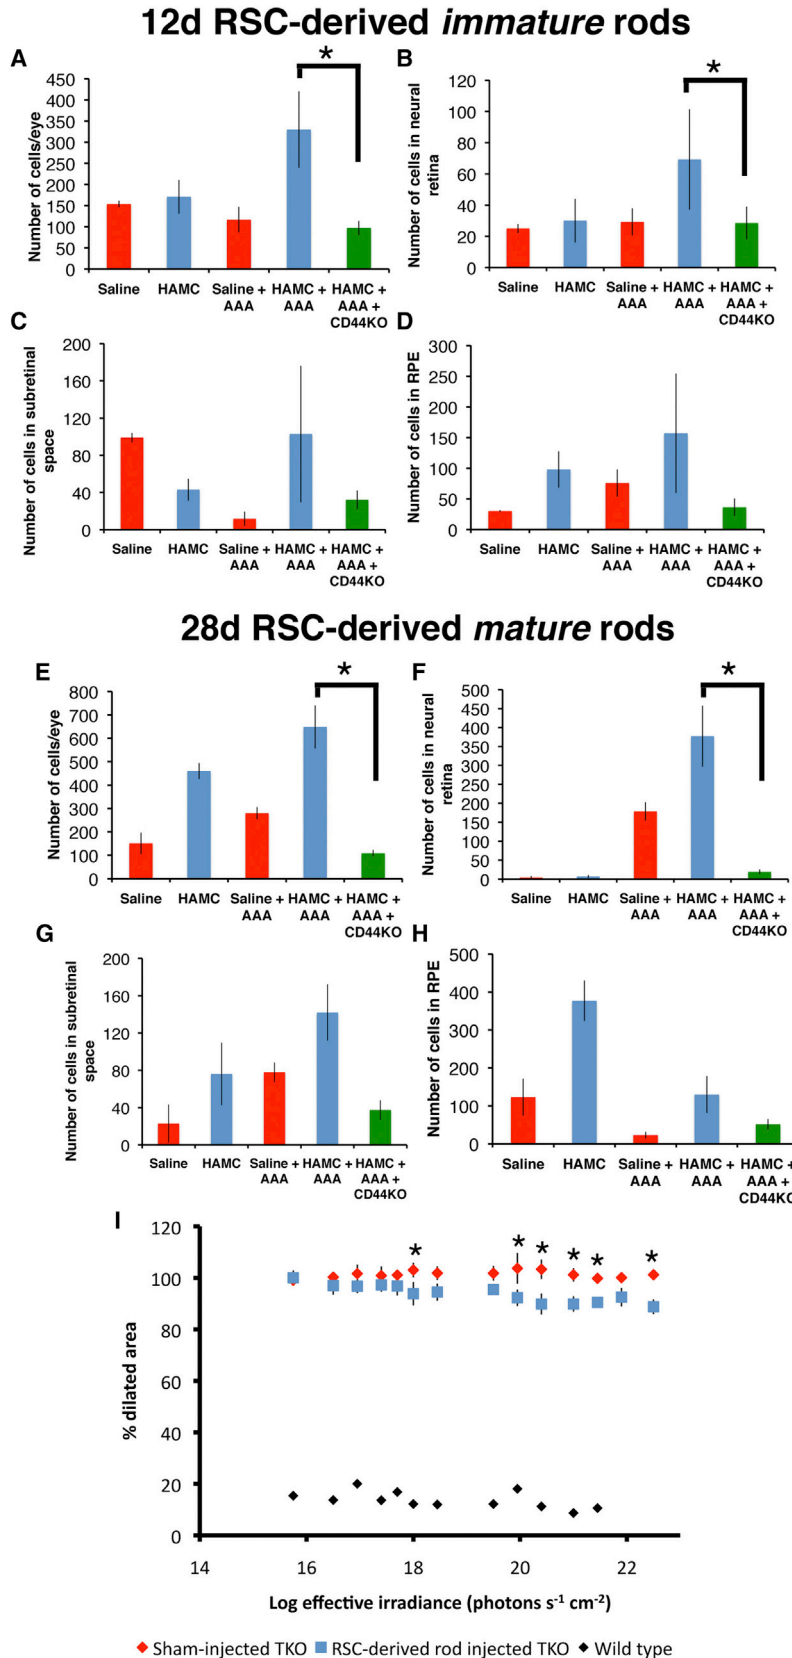 12d RSC-derived immature rods
A
Number of cells/eye
450
400
350
300
250
200
150
100
50
0
*
Saline
HAMC
Saline +
AAA
HAMC +
AAA
HAMC +
AAA +
CD44KO
B
Number of cells in neural
retina
120
100
80
60
40
20
0
*
Saline
HAMC
Saline +
AAA
HAMC +
AAA
HAMC +
AAA +
CD44KO
C
Number of cells in subretinal
space
200
160
120
80
40
0
Saline
HAMC
Saline +
AAA
HAMC +
AAA
HAMC +
AAA +
CD44KO
D
Number of cells in RPE
300
250
200
150
100
50
0
Saline
HAMC
Saline +
AAA
HAMC +
AAA
HAMC +
AAA +
CD44KO
28d RSC-derived mature rods
E
Number of cells/eye
800
700
600
500
400
300
200
100
0
*
Saline
HAMC
Saline +
AAA
HAMC +
AAA
HAMC +
AAA +
CD44KO
F
Number of cells in neural
retina
500
450
400
350
300
250
200
150
100
50
0
*
Saline
HAMC
Saline +
AAA
HAMC +
AAA
HAMC +
AAA +
CD44KO
G
Number of cells in subretinal
space
200
160
120
80
40
0
Saline
HAMC
Saline +
AAA
HAMC +
AAA
HAMC +
AAA +
CD44KO
H
Number of cells in RPE
500
400
300
200
100
0
Saline
HAMC
Saline +
AAA
HAMC +
AAA
HAMC +
AAA +
CD44KO
I
% dilated area
120
100
80
60
40
20
0
* * * * * *
14 16 18 20 22
Log effective irradiance (photons s-1 cm-2)
Sham-injected TKO RSC-derived rod injected TKO Wild type